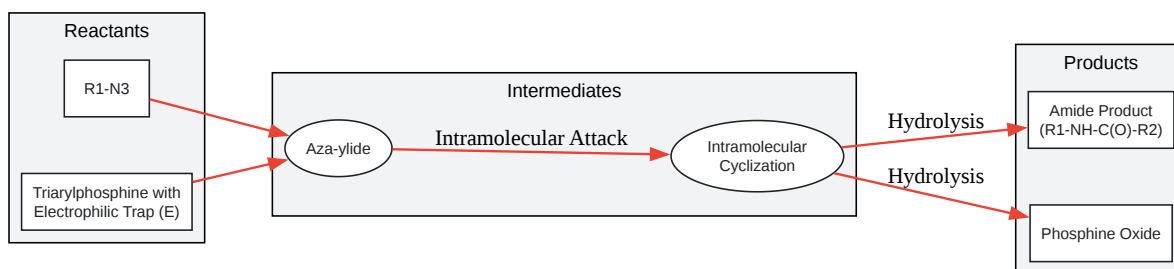 Reactants
R1-N3
Triarylphosphine with
Electrophilic Trap (E)
Intermediates
Aza-ylide
Intramolecular Attack
Intramolecular
Cyclization
Hydrolysis
Hydrolysis
Products
Amide Product
(R1-NH-C(O)-R2)
Phosphine Oxide